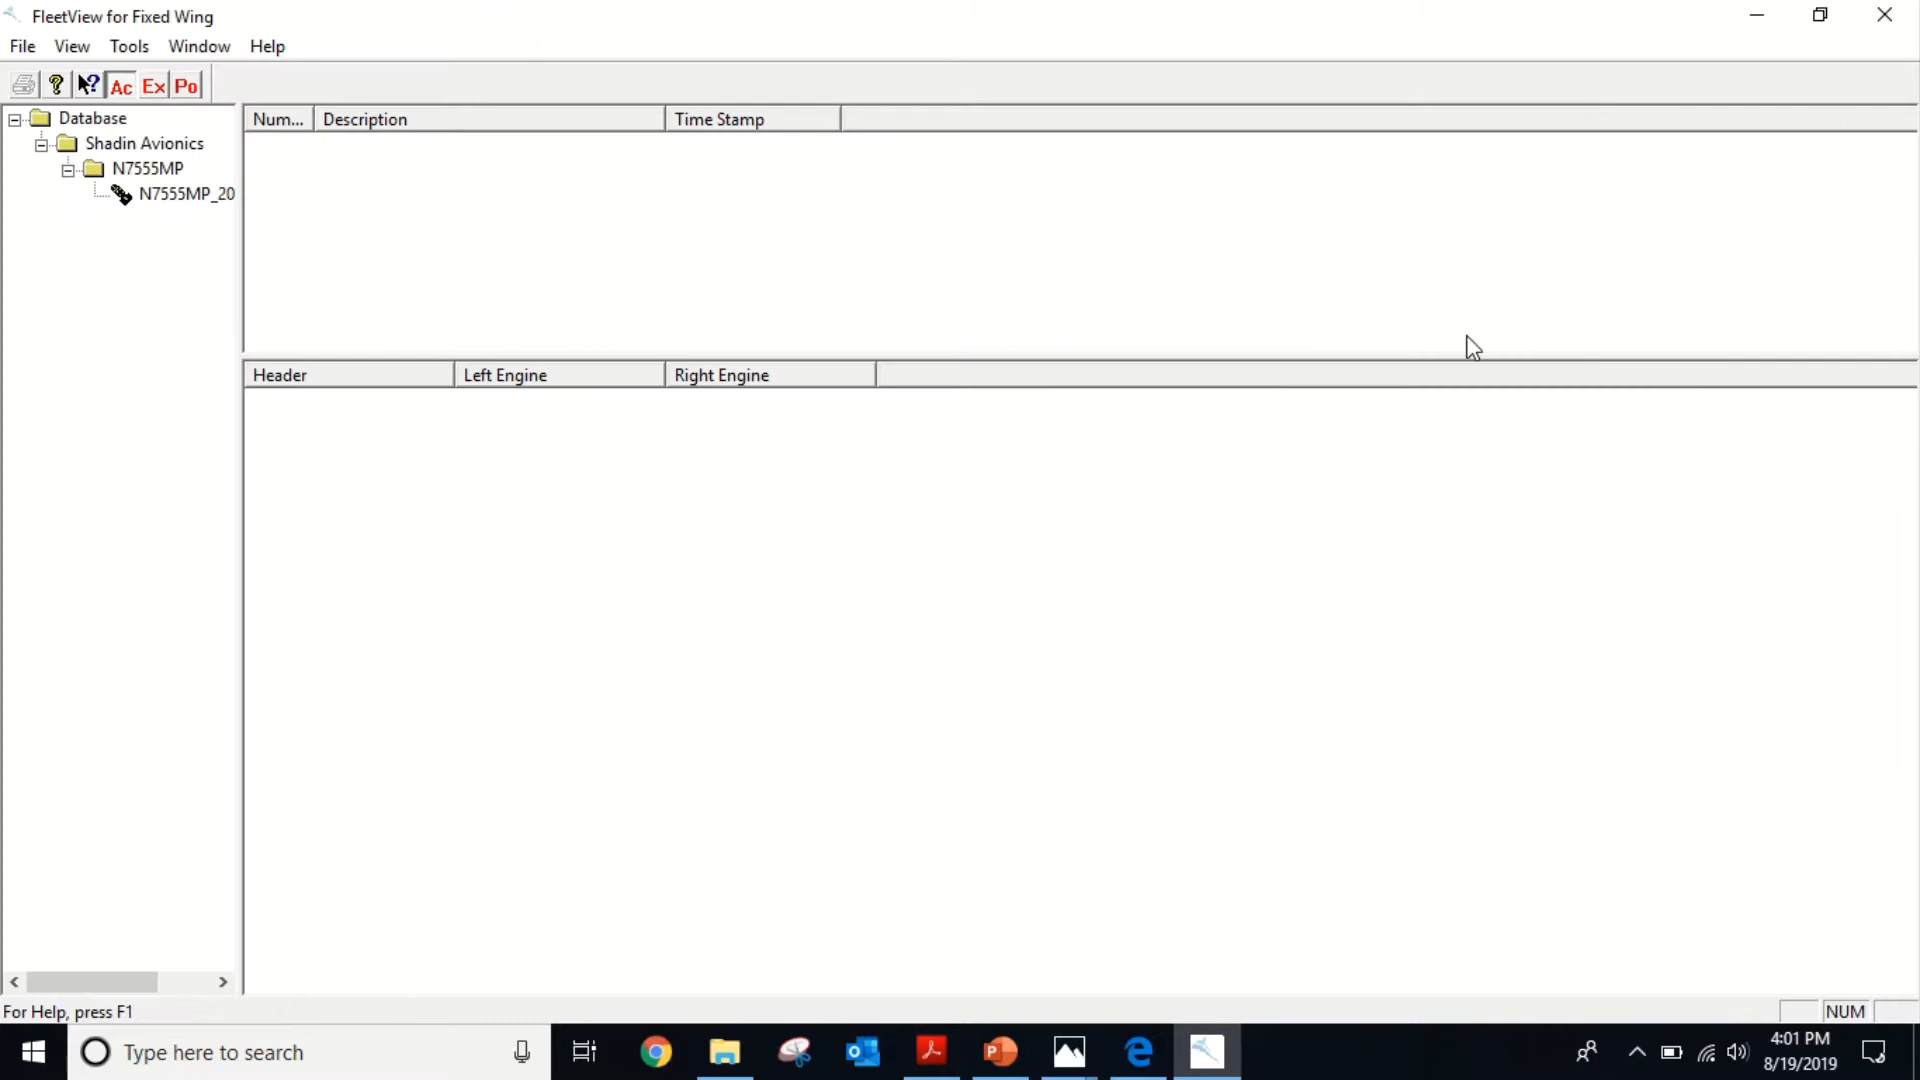 FleetView for Fixed Wing
File View Tools Window Help
Ac Ex Po
Database
Shadin Avionics
N7555MP
N7555MP_20
Num... Description Time Stamp
Header Left Engine Right Engine
For Help, press F1
NUM
Type here to search
4:01 PM
8/19/2019